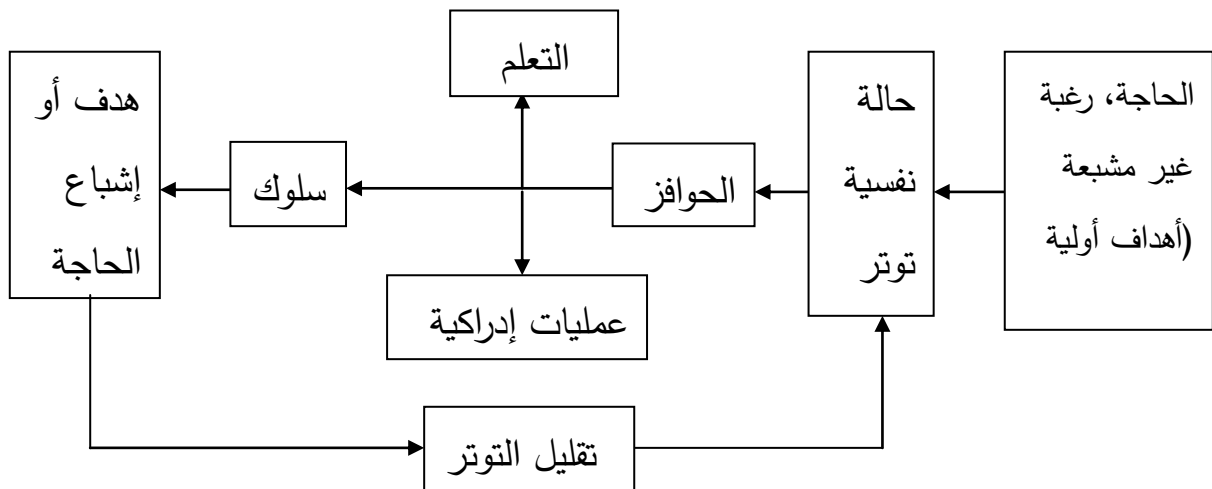 الحاجة، رغبة
غير مشبعة
(أهداف أولية
حالة
نفسية
توتر
الحوافز
التعلم
عمليات إدراكية
سلوك
هدف أو
إشباع
الحاجة
تقليل التوتر